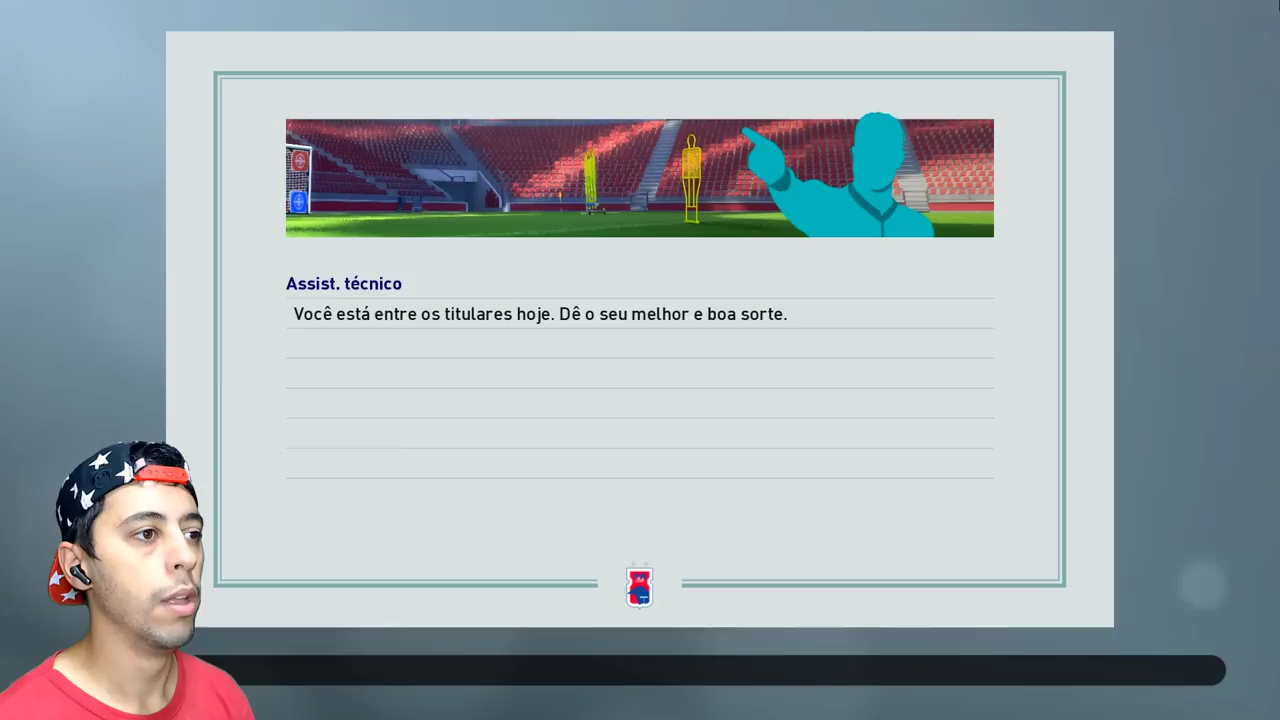 Assist. técnico
Você está entre os titulares hoje. Dê o seu melhor e boa sorte.